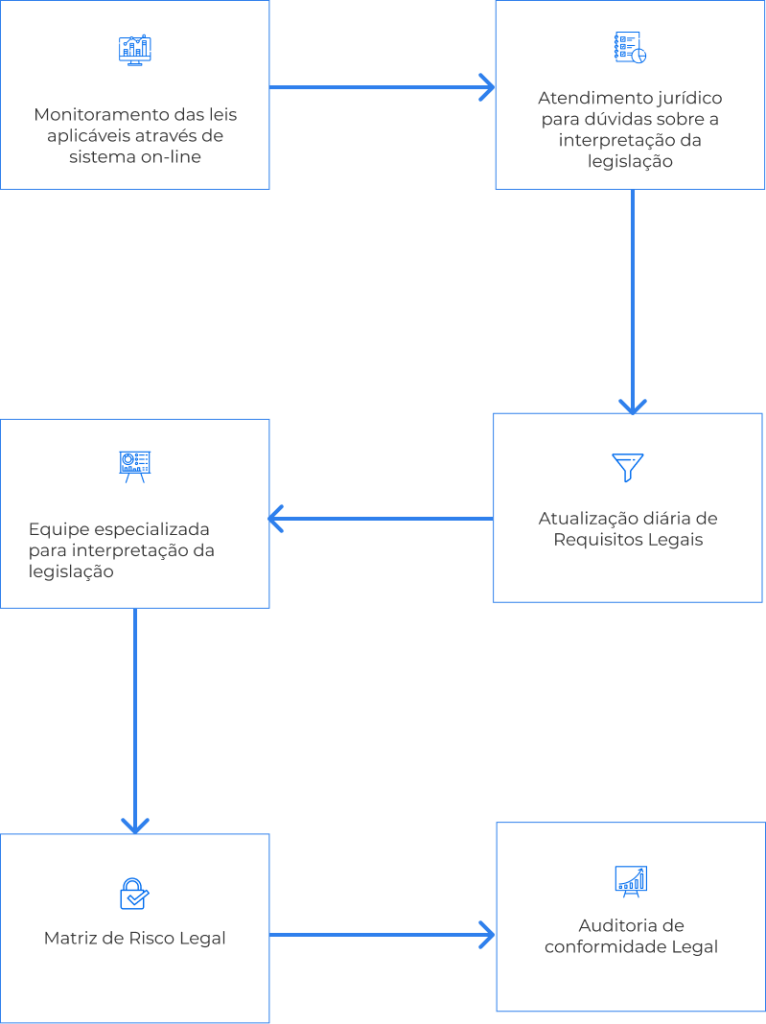 Monitoramento das leis
aplicáveis através de
sistema on-line
Atendimento jurídico
para dúvidas sobre a
interpretação da
legislação
Atualização diária de
Requisitos Legais
Equipe especializada
para interpretação da
legislação
Matriz de Risco Legal
Auditoria de
conformidade Legal